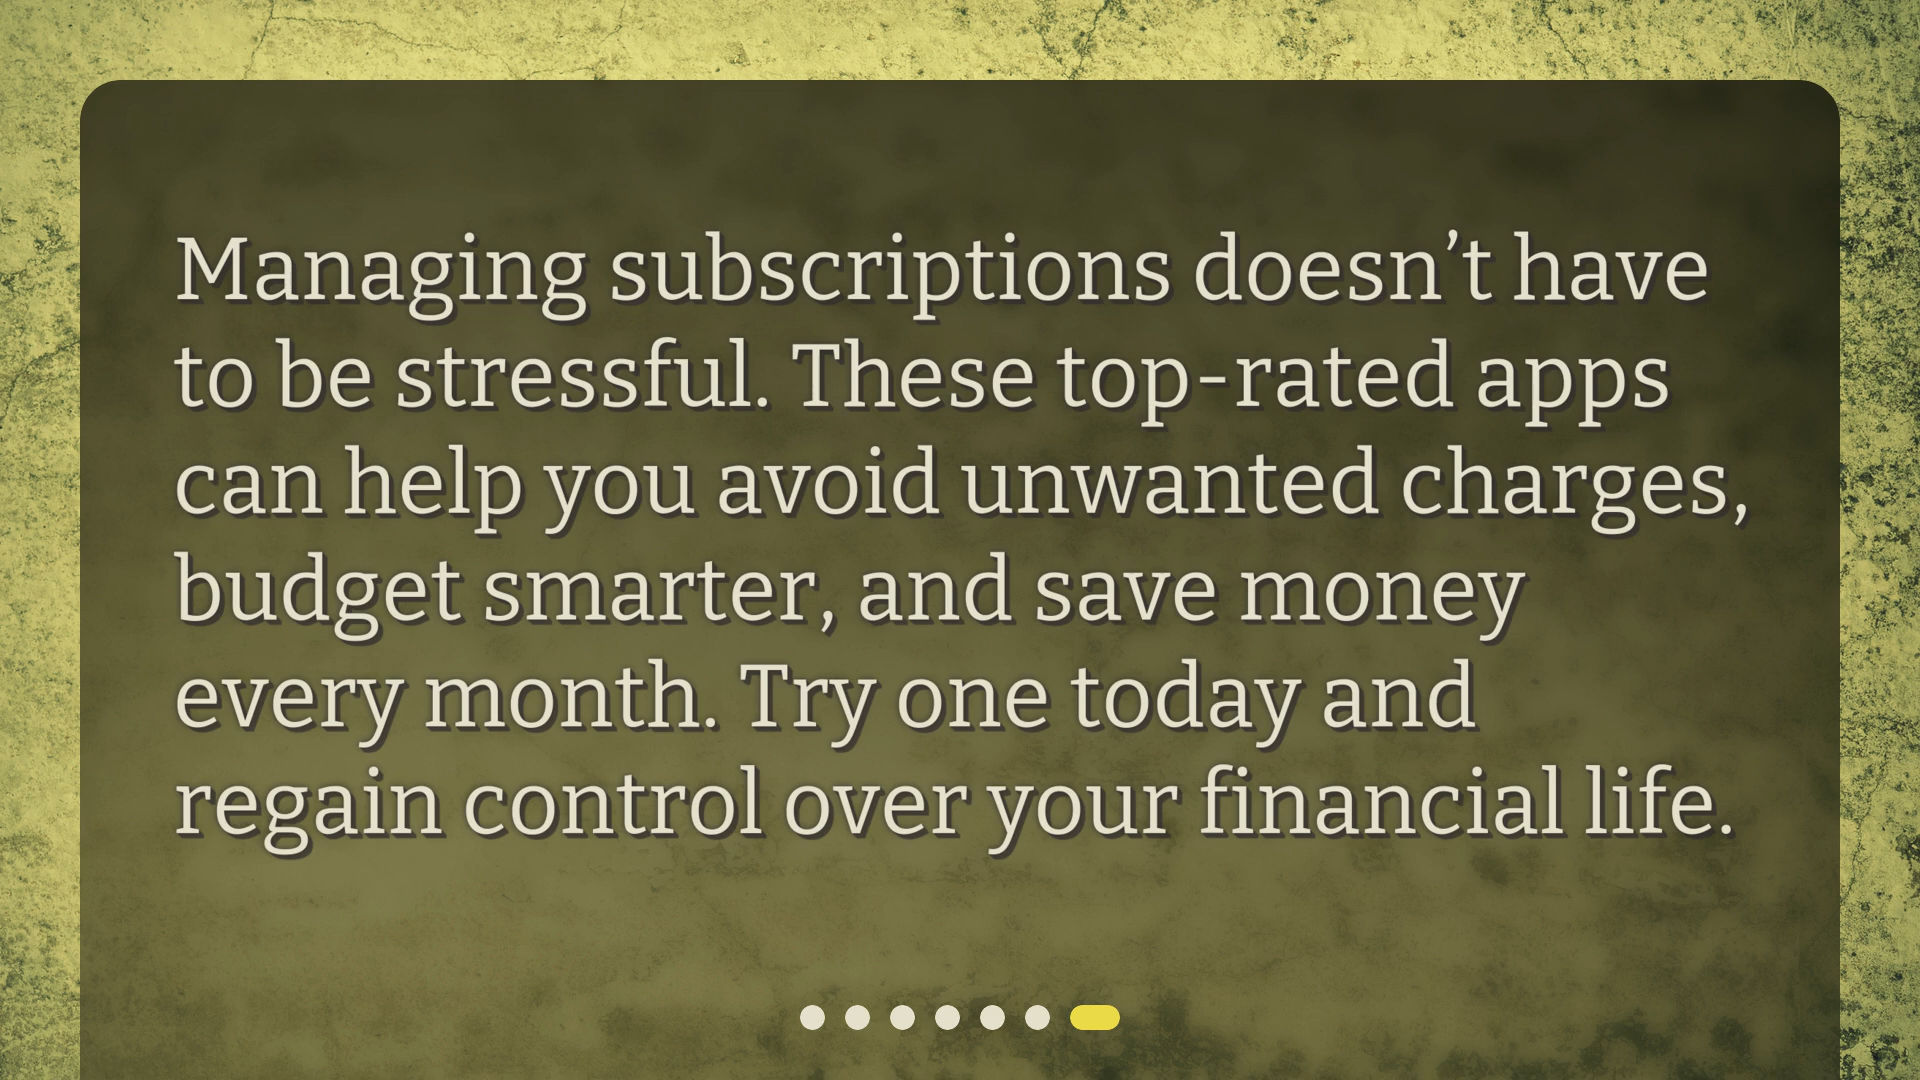 Managing subscriptions doesn’t have
to be stressful. These top-rated apps
can help you avoid unwanted charges,
budget smarter, and save money
every month. Try one today and
regain control over your financial life.